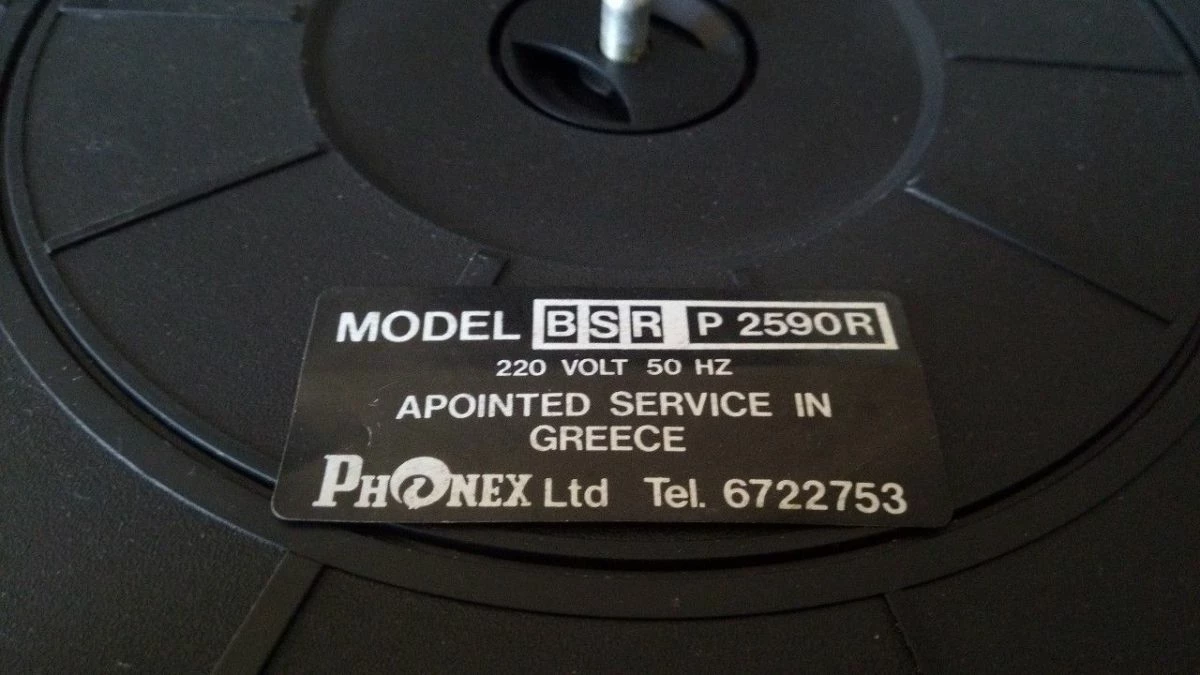 MODEL BSR P 2590R
220 VOLT 50 HZ
APOINTED SERVICE IN
GREECE
PHONEX Ltd Tel. 6722753